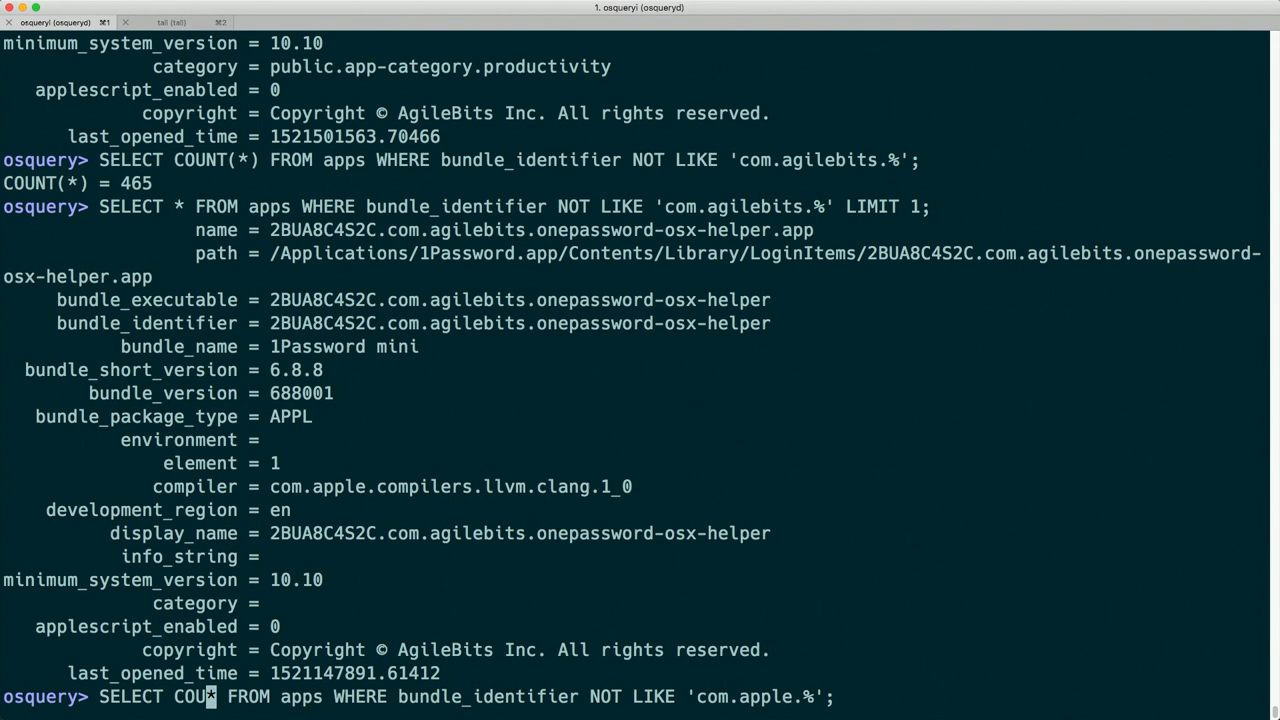 1. osqueryi (osqueryd)
osqueryi (osqueryd) ⌘1 tail (tail) ⌘2
minimum_system_version = 10.10
category = public.app-category.productivity
applescript_enabled = 0
copyright = Copyright © AgileBits Inc. All rights reserved.
last_opened_time = 1521501563.70466
osquery> SELECT COUNT(*) FROM apps WHERE bundle_identifier NOT LIKE 'com.agilebits.%';
COUNT(*) = 465
osquery> SELECT * FROM apps WHERE bundle_identifier NOT LIKE 'com.agilebits.%' LIMIT 1;
name = 2BUA8C4S2C.com.agilebits.onepassword-osx-helper.app
path = /Applications/1Password.app/Contents/Library/LoginItems/2BUA8C4S2C.com.agilebits.onepassword-
osx-helper.app
bundle_executable = 2BUA8C4S2C.com.agilebits.onepassword-osx-helper
bundle_identifier = 2BUA8C4S2C.com.agilebits.onepassword-osx-helper
bundle_name = 1Password mini
bundle_short_version = 6.8.8
bundle_version = 688001
bundle_package_type = APPL
environment =
element = 1
compiler = com.apple.compilers.llvm.clang.1_0
development_region = en
display_name = 2BUA8C4S2C.com.agilebits.onepassword-osx-helper
info_string =
minimum_system_version = 10.10
category =
applescript_enabled = 0
copyright = Copyright © AgileBits Inc. All rights reserved.
last_opened_time = 1521147891.61412
osquery> SELECT COU* FROM apps WHERE bundle_identifier NOT LIKE 'com.apple.%';